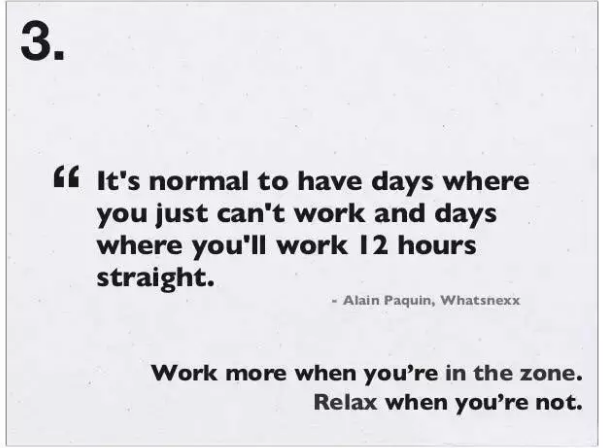 3.
“ It's normal to have days where
you just can't work and days
where you'll work 12 hours
straight.
- Alain Paquin, Whatsnexx
Work more when you’re in the zone.
Relax when you’re not.